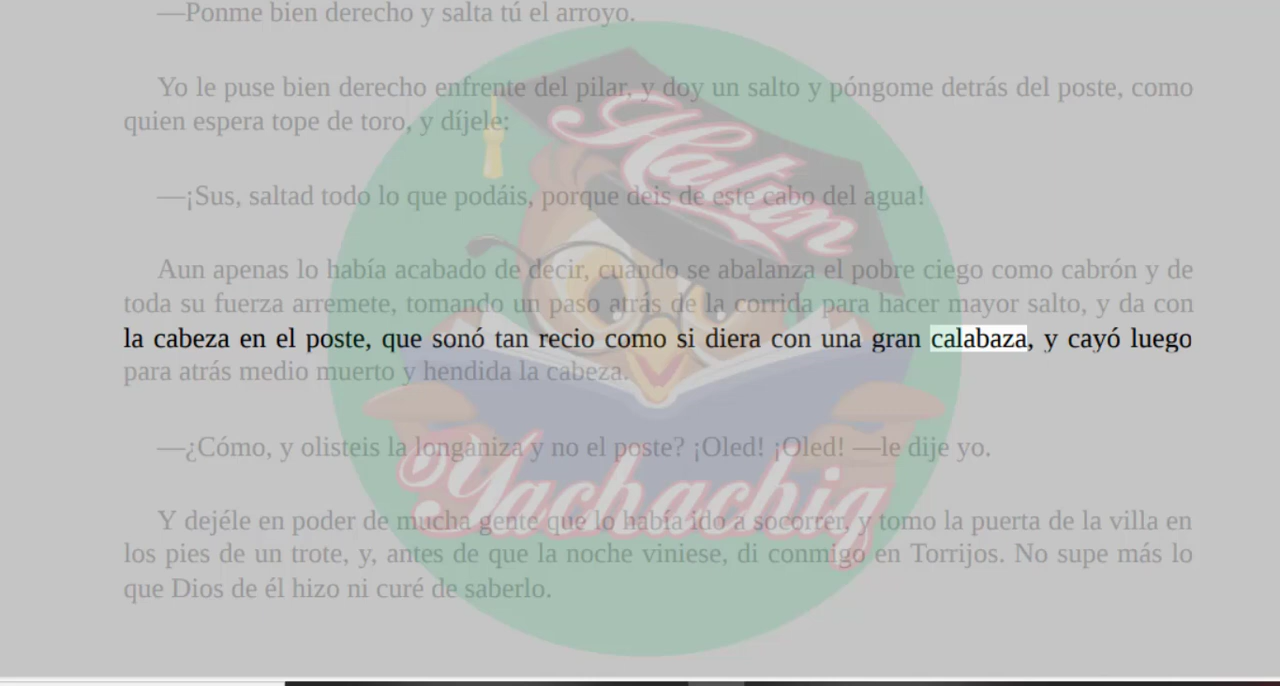 —Ponme bien derecho y salta tú el arroyo.
Yo le puse bien derecho enfrente del pilar, y doy un salto y póngome detrás del poste, como
quien espera tope de toro, y díjele:
—¡Sus, saltad todo lo que podáis, porque deis de este cabo del agua!
Aun apenas lo había acabado de decir, cuando se abalanza el pobre ciego como cabrón y de
toda su fuerza arremete, tomando un paso atrás de la corrida para hacer mayor salto, y da con
la cabeza en el poste, que sonó tan recio como si diera con una gran calabaza, y cayó luego
para atrás medio muerto y hendida la cabeza.
—¿Cómo, y olisteis la longaniza y no el poste? ¡Oled! ¡Oled! —le dije yo.
Y dejéle en poder de mucha gente que lo había ido a socorrer, y tomo la puerta de la villa en
los pies de un trote, y, antes de que la noche viniese, di conmigo en Torrijos. No supe más lo
que Dios de él hizo ni curé de saberlo.
Hatun
Yachachiq